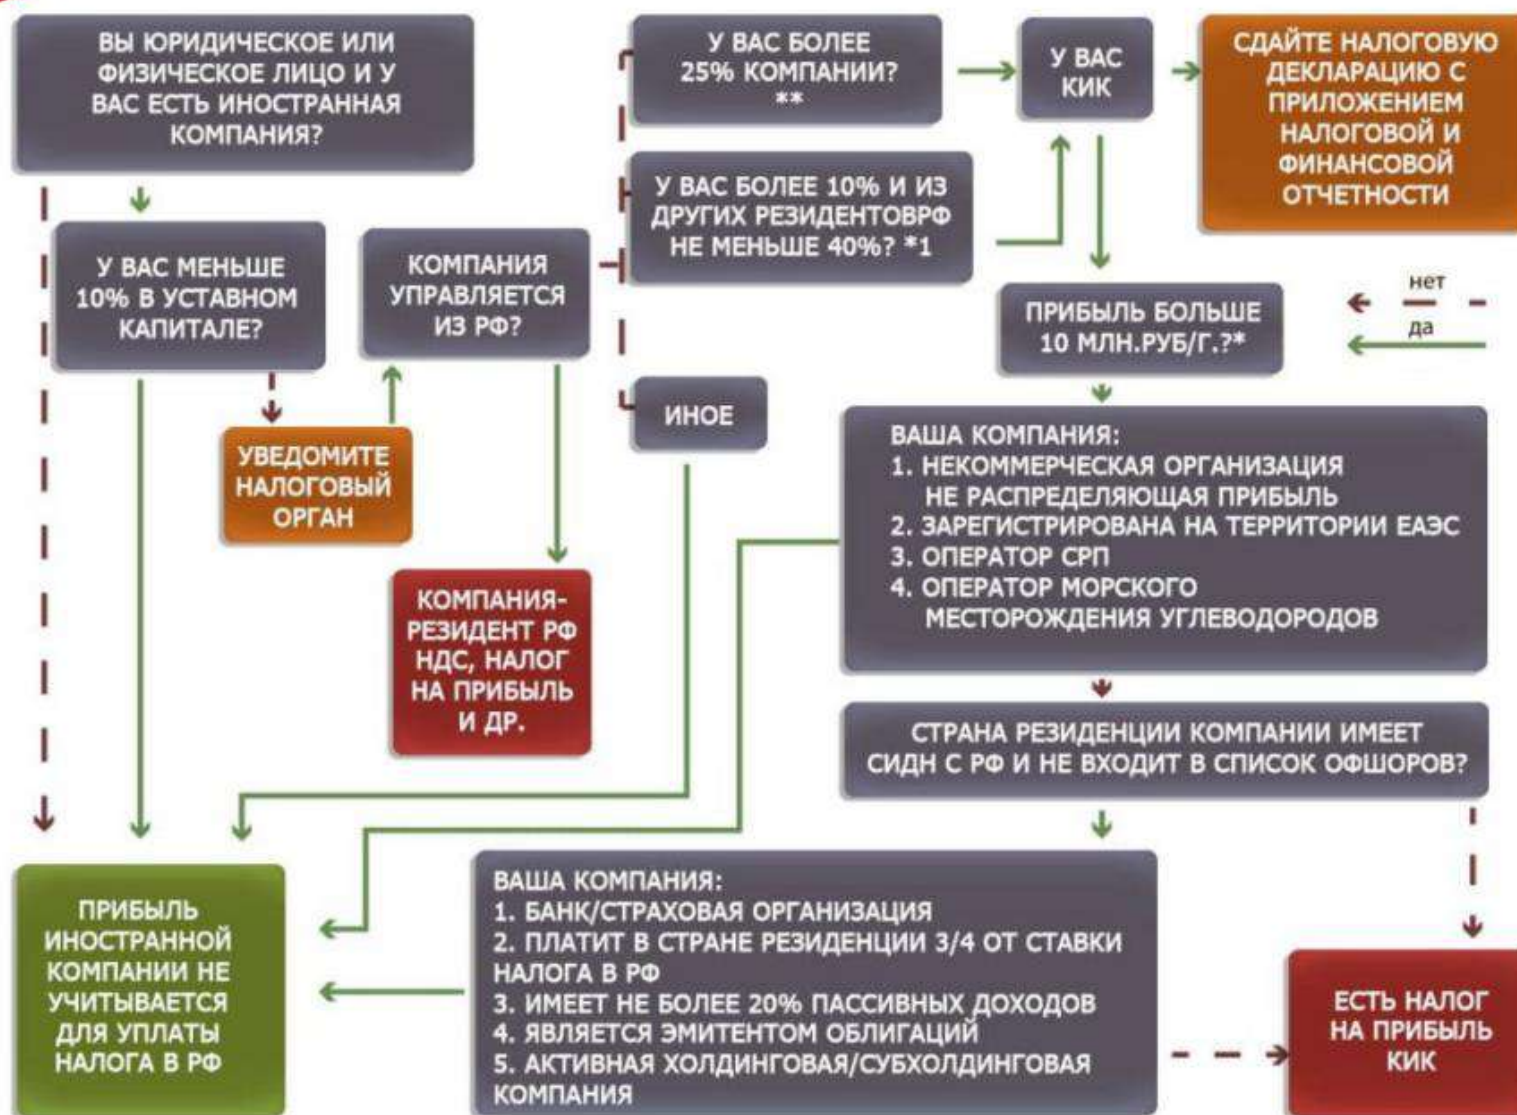 ВЫ ЮРИДИЧЕСКОЕ ИЛИ
ФИЗИЧЕСКОЕ ЛИЦО И У
ВАС ЕСТЬ ИНОСТРАННАЯ
КОМПАНИЯ?
У ВАС БОЛЕЕ
25% КОМПАНИИ?
**
У ВАС
КИК
СДАЙТЕ НАЛОГОВУЮ
ДЕКЛАРАЦИЮ С
ПРИЛОЖЕНИЕМ
НАЛОГОВОЙ И
ФИНАНСОВОЙ
ОТЧЕТНОСТИ
У ВАС БОЛЕЕ 10% И ИЗ
ДРУГИХ РЕЗИДЕНТОВРФ
НЕ МЕНЬШЕ 40%? *1
У ВАС МЕНЬШЕ
10% В УСТАВНОМ
КАПИТАЛЕ?
КОМПАНИЯ
УПРАВЛЯЕТСЯ
ИЗ РФ?
ПРИБЫЛЬ БОЛЬШЕ
10 МЛН.РУБ/Г.?*
нет
да
ИНОЕ
УВЕДОМИТЕ
НАЛОГОВЫЙ
ОРГАН
ВАША КОМПАНИЯ:
1. НЕКОММЕРЧЕСКАЯ ОРГАНИЗАЦИЯ
НЕ РАСПРЕДЕЛЯЮЩАЯ ПРИБЫЛЬ
2. ЗАРЕГИСТРИРОВАНА НА ТЕРРИТОРИИ ЕАЭС
3. ОПЕРАТОР СРП
4. ОПЕРАТОР МОРСКОГО
МЕСТОРОЖДЕНИЯ УГЛЕВОДОРОДОВ
КОМПАНИЯ-
РЕЗИДЕНТ РФ
НДС, НАЛОГ
НА ПРИБЫЛЬ
И ДР.
СТРАНА РЕЗИДЕНЦИИ КОМПАНИИ ИМЕЕТ
СИДН С РФ И НЕ ВХОДИТ В СПИСОК ОФШОРОВ?
ПРИБЫЛЬ
ИНОСТРАННОЙ
КОМПАНИИ НЕ
УЧИТЫВАЕТСЯ
ДЛЯ УПЛАТЫ
НАЛОГА В РФ
ВАША КОМПАНИЯ:
1. БАНК/СТРАХОВАЯ ОРГАНИЗАЦИЯ
2. ПЛАТИТ В СТРАНЕ РЕЗИДЕНЦИИ 3/4 ОТ СТАВКИ
НАЛОГА В РФ
3. ИМЕЕТ НЕ БОЛЕЕ 20% ПАССИВНЫХ ДОХОДОВ
4. ЯВЛЯЕТСЯ ЭМИТЕНТОМ ОБЛИГАЦИЙ
5. АКТИВНАЯ ХОЛДИНГОВАЯ/СУБХОЛДИНГОВАЯ
КОМПАНИЯ
ЕСТЬ НАЛОГ
НА ПРИБЫЛЬ
КИК